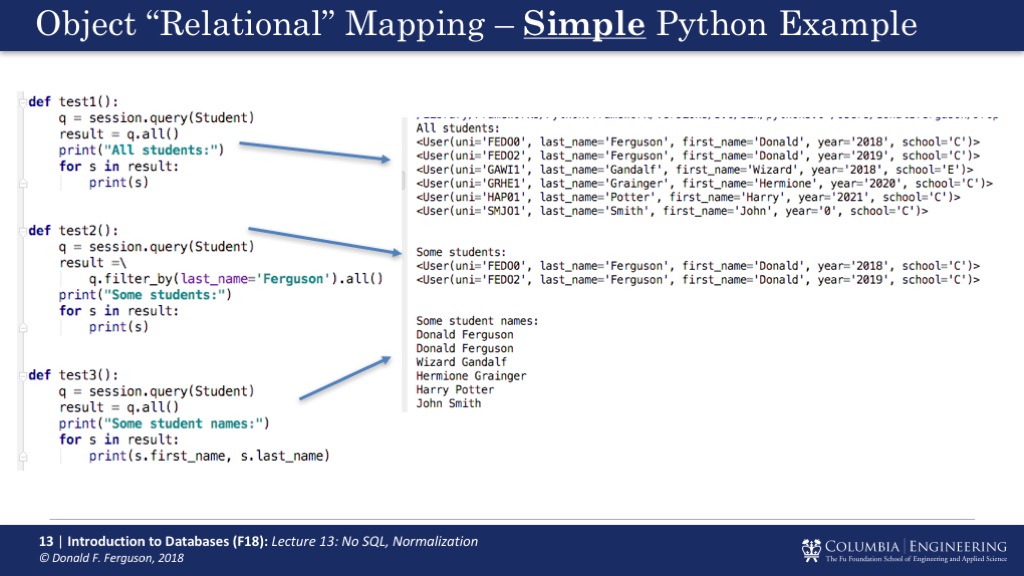 Object “Relational” Mapping – Simple Python Example
def test1():
q = session.query(Student)
result = q.all()
print("All students:")
for s in result:
print(s)
def test2():
q = session.query(Student)
result =\
q.filter_by(last_name='Ferguson').all()
print("Some students:")
for s in result:
print(s)
def test3():
q = session.query(Student)
result = q.all()
print("Some student names:")
for s in result:
print(s.first_name, s.last_name)
All students:
<User(uni='FED00', last_name='Ferguson', first_name='Donald', year='2018', school='C')>
<User(uni='FED02', last_name='Ferguson', first_name='Donald', year='2019', school='C')>
<User(uni='GAWI1', last_name='Gandalf', first_name='Wizard', year='2018', school='E')>
<User(uni='GRHE1', last_name='Grainger', first_name='Hermione', year='2020', school='C')>
<User(uni='HAP01', last_name='Potter', first_name='Harry', year='2021', school='C')>
<User(uni='SMJ01', last_name='Smith', first_name='John', year='0', school='C')>
Some students:
<User(uni='FED00', last_name='Ferguson', first_name='Donald', year='2018', school='C')>
<User(uni='FED02', last_name='Ferguson', first_name='Donald', year='2019', school='C')>
Some student names:
Donald Ferguson
Donald Ferguson
Wizard Gandalf
Hermione Grainger
Harry Potter
John Smith
13 | Introduction to Databases (F18): Lecture 13: No SQL, Normalization
© Donald F. Ferguson, 2018
COLUMBIA | ENGINEERING
The Fu Foundation School of Engineering and Applied Science